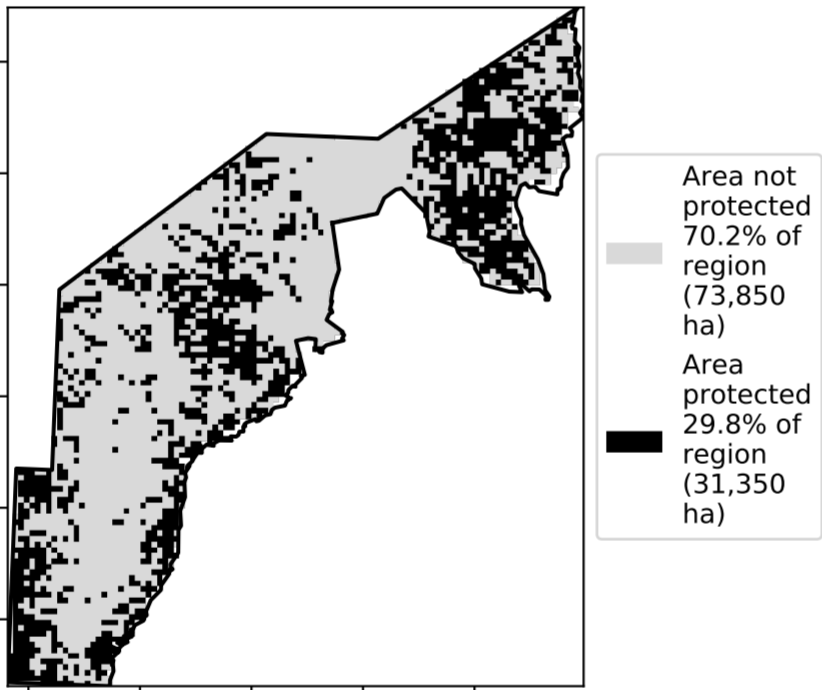 Area not
protected
70.2% of
region
(73,850
ha)
Area
protected
29.8% of
region
(31,350
ha)